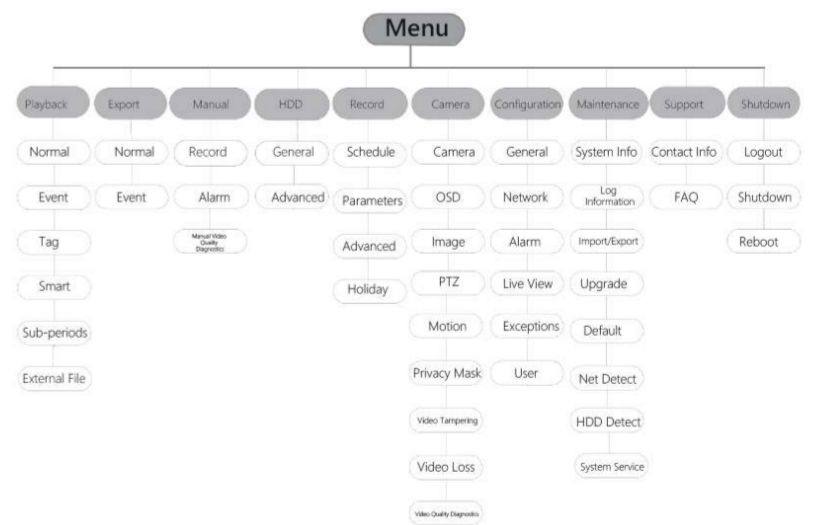 Menu
Playback
Export
Manual
HDD
Record
Camera
Configuration
Maintenance
Support
Shutdown
Normal
Event
Tag
Smart
Sub-periods
External File
Normal
Event
Record
Alarm
Manual Video
Quality
Diagnostics
General
Advanced
Schedule
Parameters
Advanced
Holiday
Camera
OSD
Image
PTZ
Motion
Privacy Mask
Video Tampering
Video Loss
Video Quality Diagnostics
General
Network
Alarm
Live View
Exceptions
User
System Info
Log
Information
Import/Export
Upgrade
Default
Net Detect
HDD Detect
System Service
Contact Info
FAQ
Logout
Shutdown
Reboot